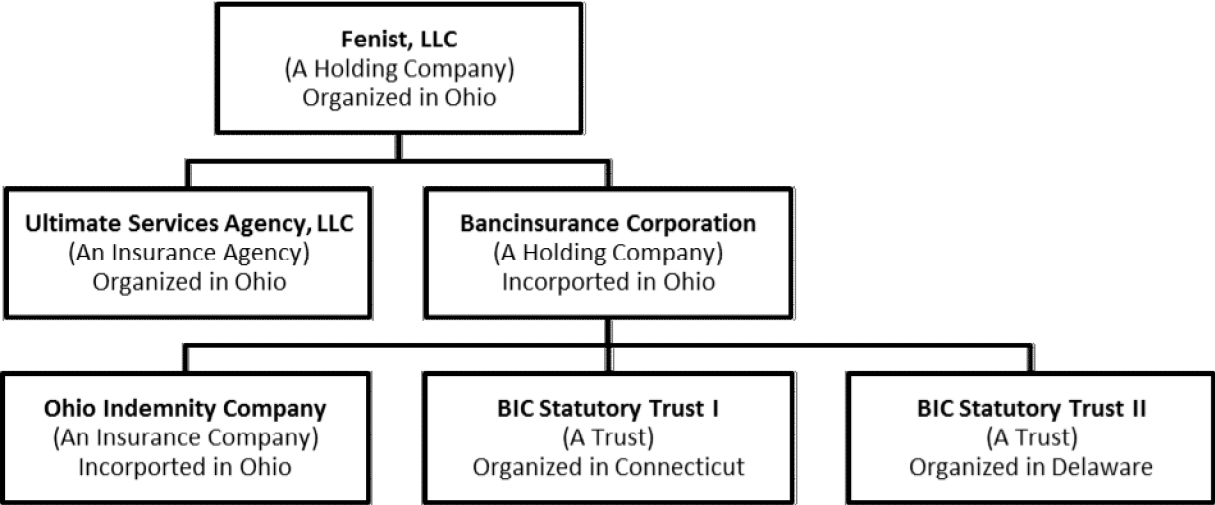 Fenist, LLC
(A Holding Company)
Organized in Ohio
Ultimate Services Agency, LLC
(An Insurance Agency)
Organized in Ohio
Bancinsurance Corporation
(A Holding Company)
Incorported in Ohio
Ohio Indemnity Company
(An Insurance Company)
Incorported in Ohio
BIC Statutory Trust I
(A Trust)
Organized in Connecticut
BIC Statutory Trust II
(A Trust)
Organized in Delaware